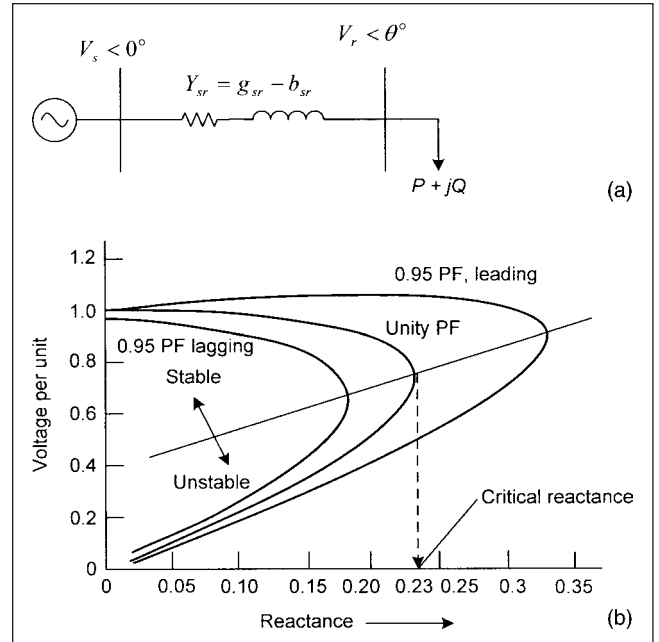 V_s < 0°
V_r < θ°
Y_sr = g_sr − b_sr
P + jQ
(a)
1.2
1.0
0.8
0.6
0.4
0.2
0
Voltage per unit
0.95 PF, leading
Unity PF
0.95 PF lagging
Stable
Unstable
Critical reactance
0 0.05 0.10 0.15 0.20 0.23 0.25 0.3 0.35
Reactance
(b)